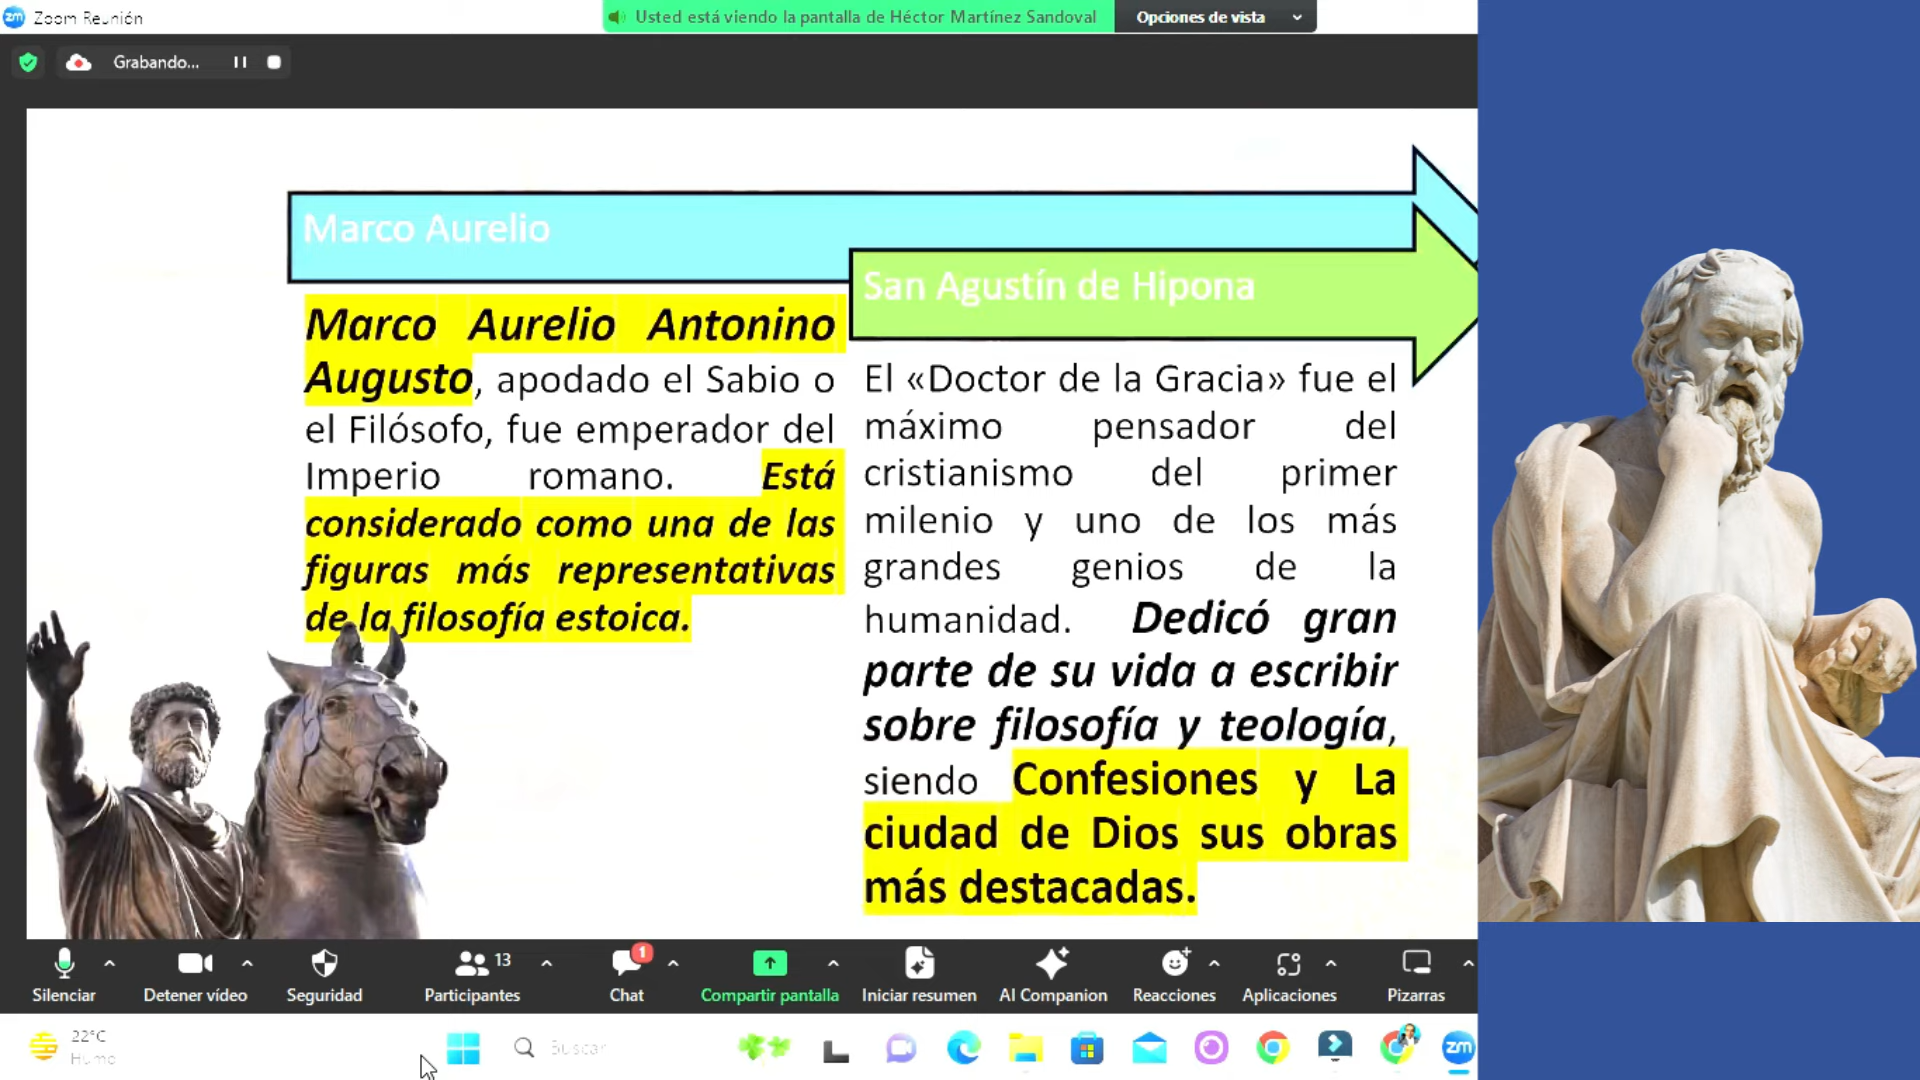 Zoom Reunión
Usted está viendo la pantalla de Héctor Martínez Sandoval
Opciones de vista
Grabando...
Marco Aurelio
San Agustín de Hipona
Marco Aurelio Antonino
Augusto, apodado el Sabio o
el Filósofo, fue emperador del
Imperio romano. Está
considerado como una de las
figuras más representativas
de la filosofía estoica.
El «Doctor de la Gracia» fue el
máximo pensador del
cristianismo del primer
milenio y uno de los más
grandes genios de la
humanidad. Dedicó gran
parte de su vida a escribir
sobre filosofía y teología,
siendo Confesiones y La
ciudad de Dios sus obras
más destacadas.
13
1
Silenciar
Detener vídeo
Seguridad
Participantes
Chat
Compartir pantalla
Iniciar resumen
AI Companion
Reacciones
Aplicaciones
Pizarras
22°C
Humo
Buscar
zm